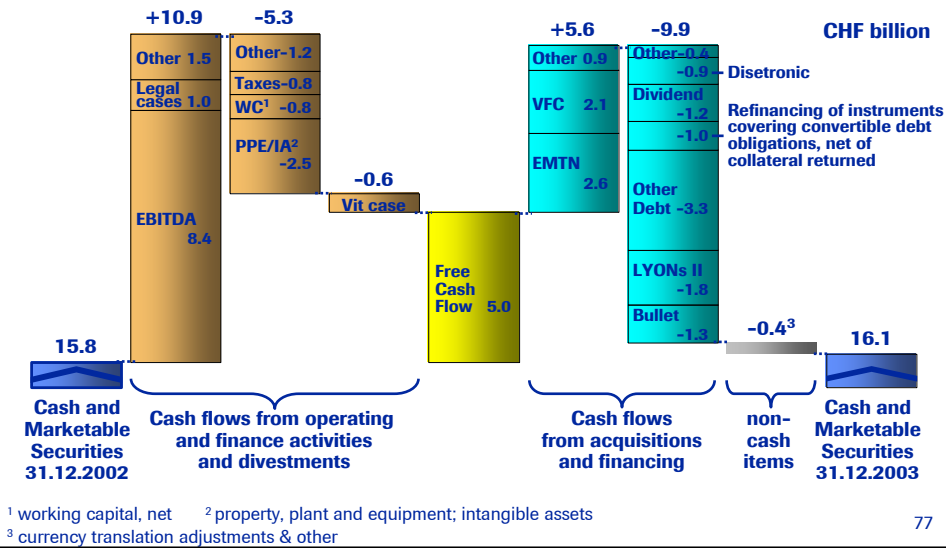 +10.9
-5.3
+5.6
-9.9
CHF billion
Other 1.5
Legal
cases 1.0
EBITDA
8.4
Other-1.2
Taxes-0.8
WC¹ -0.8
PPE/IA²
-2.5
-0.6
Vit case
Free
Cash
Flow 5.0
Other 0.9
VFC 2.1
EMTN
2.6
Other-0.4
-0.9
Disetronic
Dividend
-1.2
-1.0
Refinancing of instruments
covering convertible debt
obligations, net of
collateral returned
Other
Debt -3.3
LYONs II
-1.8
Bullet
-1.3
-0.4³
15.8
16.1
Cash and
Marketable
Securities
31.12.2002
Cash flows from operating
and finance activities
and divestments
Cash flows
from acquisitions
and financing
non-
cash
items
Cash and
Marketable
Securities
31.12.2003
¹ working capital, net ² property, plant and equipment; intangible assets
³ currency translation adjustments & other
77